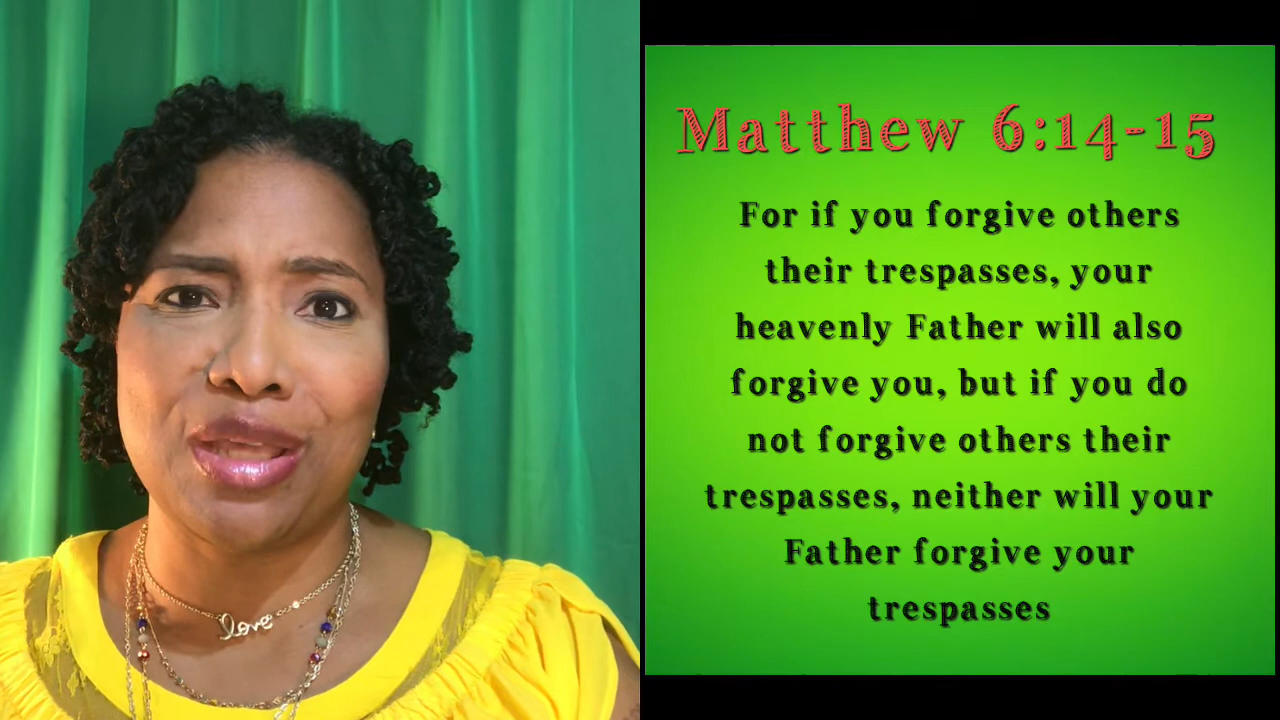 Matthew 6:14-15
For if you forgive others
their trespasses, your
heavenly Father will also
forgive you, but if you do
not forgive others their
trespasses, neither will your
Father forgive your
trespasses
love